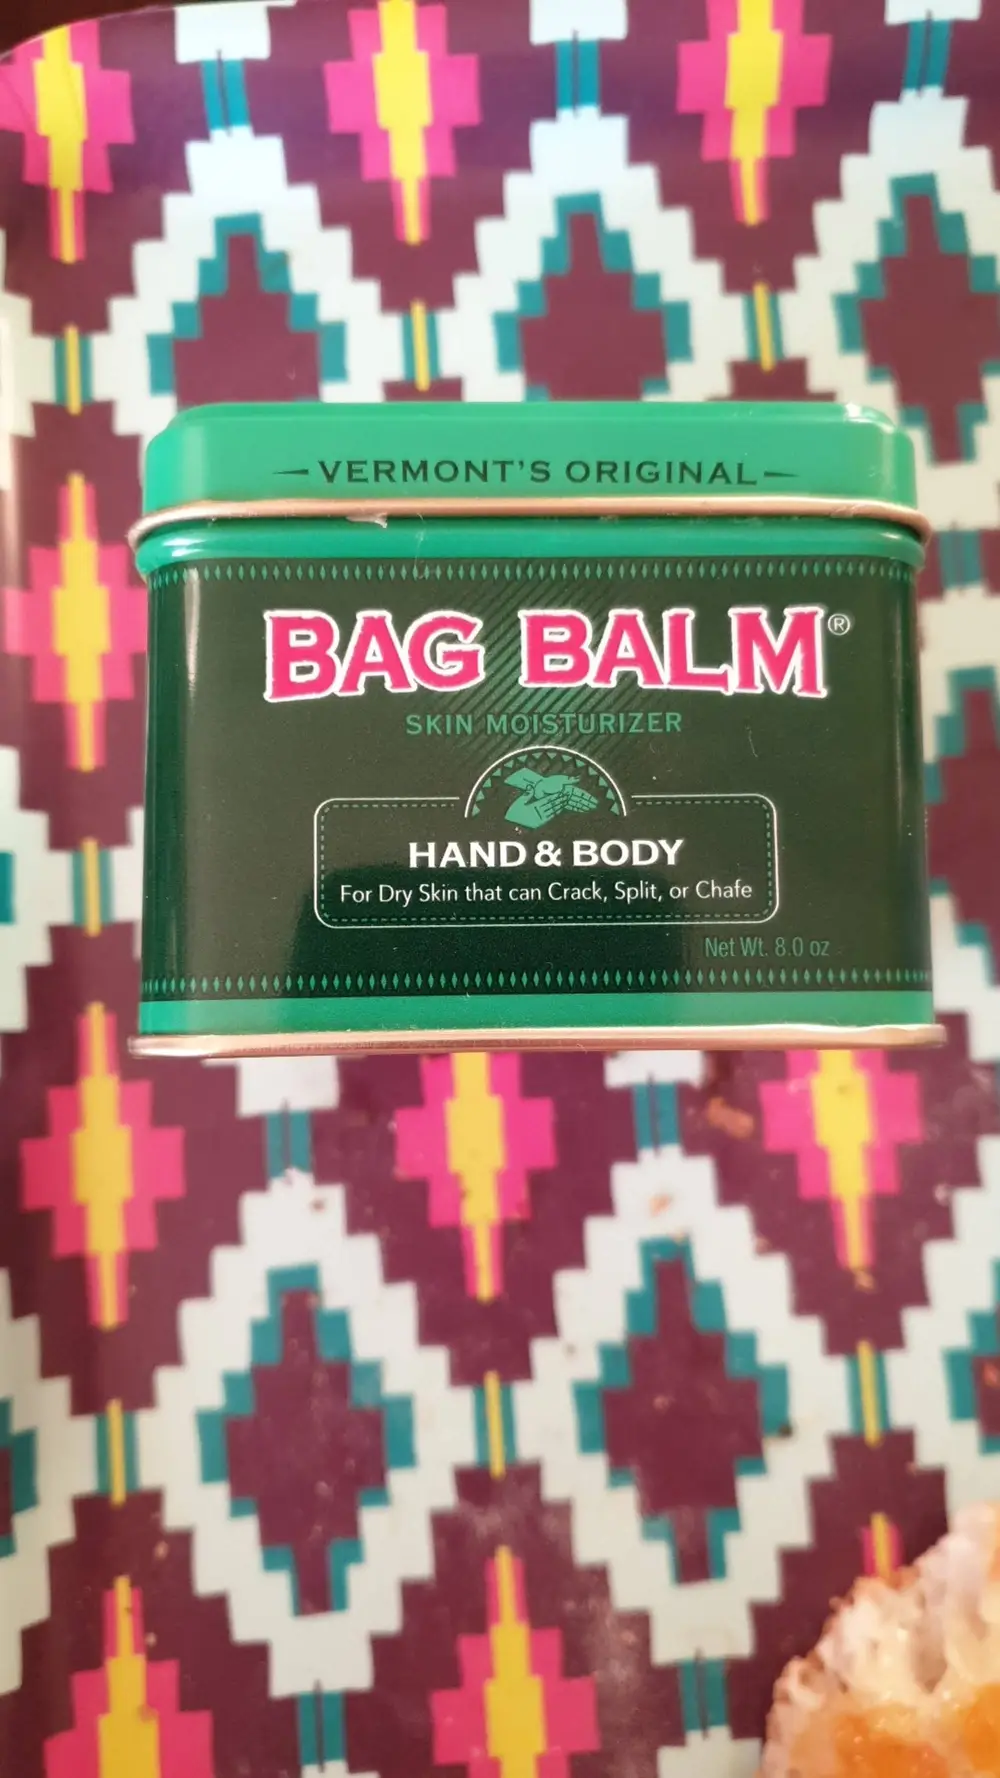 VERMONT'S ORIGINAL
BAG BALM®
SKIN MOISTURIZER
HAND & BODY
For Dry Skin that can Crack, Split, or Chafe
Net Wt. 8.0 oz